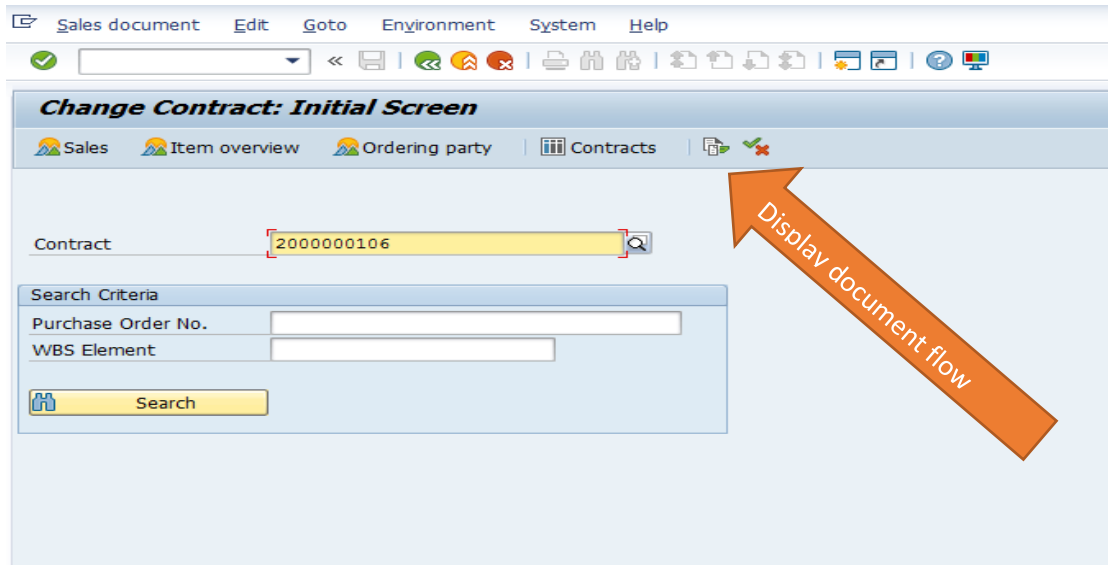 Sales document Edit Goto Environment System Help
Change Contract: Initial Screen
Sales Item overview Ordering party Contracts
Display document flow
Contract 2000000106
Search Criteria
Purchase Order No.
WBS Element
Search